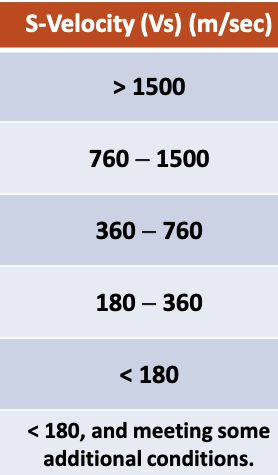 S-Velocity (Vs) (m/sec)
> 1500
760 – 1500
360 – 760
180 – 360
< 180
< 180, and meeting some
additional conditions.